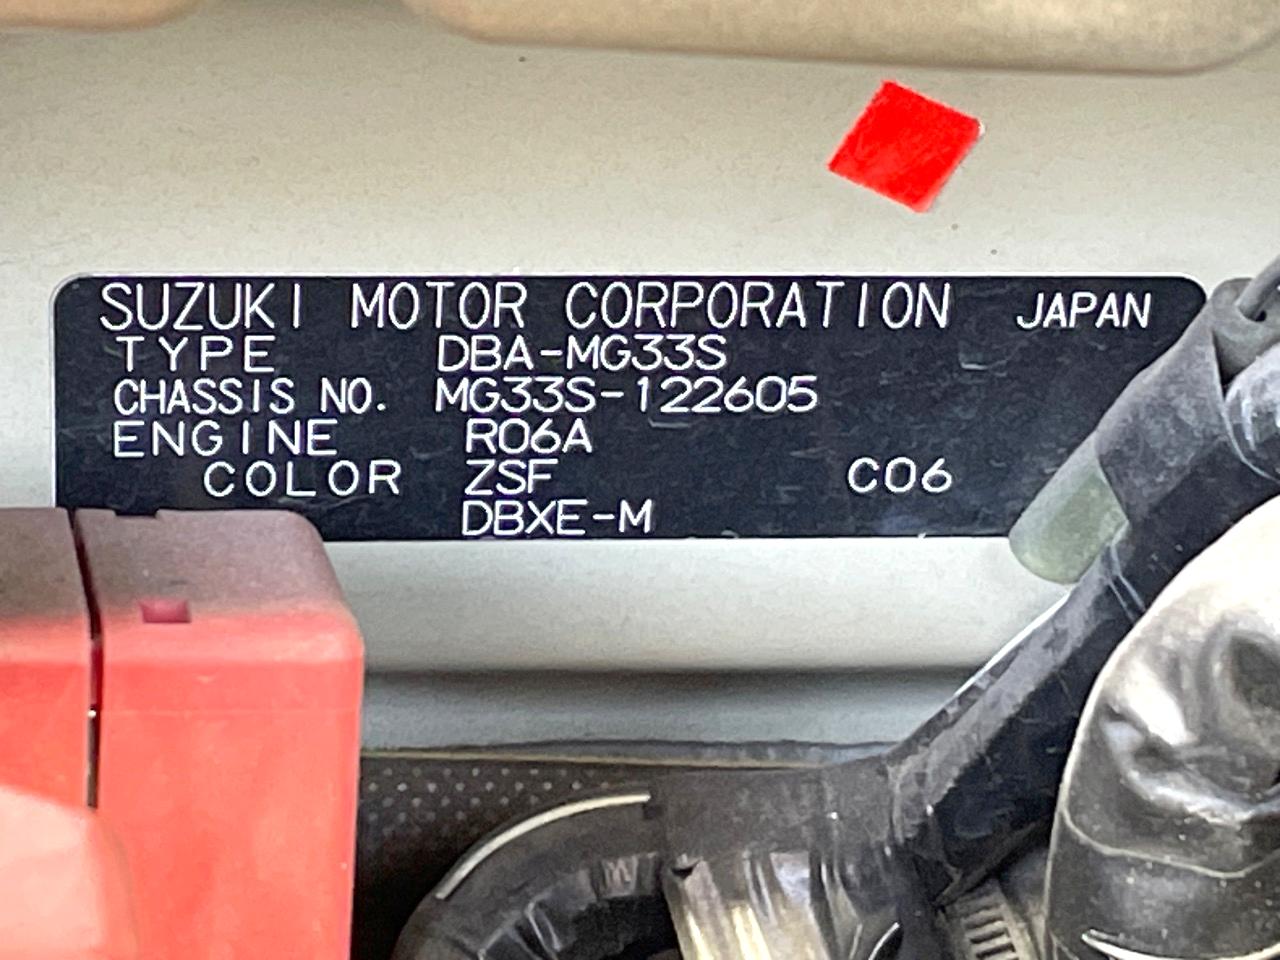 SUZUKI MOTOR CORPORATION JAPAN
TYPE DBA-MG33S
CHASSIS NO. MG33S-122605
ENGINE R06A
COLOR ZSF C06
DBXE-M